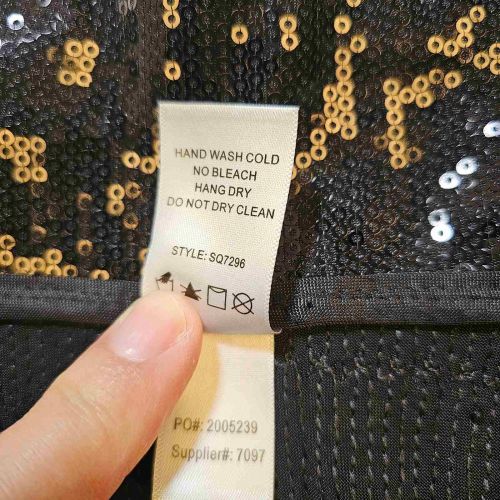 HAND WASH COLD
NO BLEACH
HANG DRY
DO NOT DRY CLEAN
STYLE: SQ7296
PO#: 2005239
Supplier#: 7097